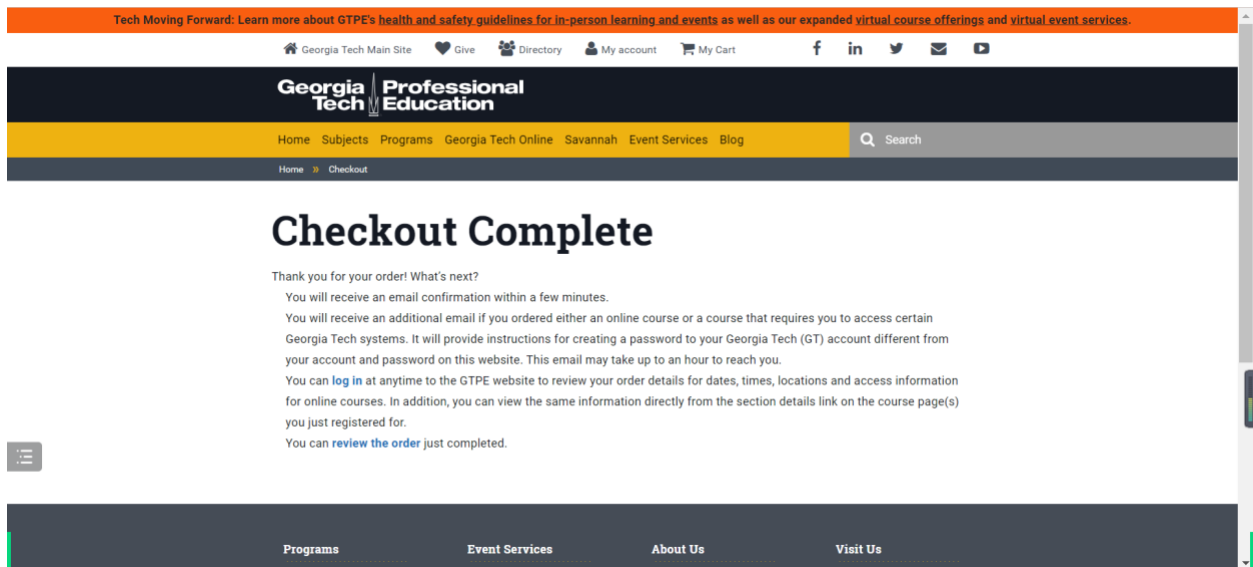 Tech Moving Forward: Learn more about GTPE's health and safety guidelines for in-person learning and events as well as our expanded virtual course offerings and virtual event services.
Georgia Tech Main Site Give Directory My account My Cart
Georgia Tech Professional Education
Home Subjects Programs Georgia Tech Online Savannah Event Services Blog Search
Home » Checkout
Checkout Complete
Thank you for your order! What's next?
You will receive an email confirmation within a few minutes.
You will receive an additional email if you ordered either an online course or a course that requires you to access certain
Georgia Tech systems. It will provide instructions for creating a password to your Georgia Tech (GT) account different from
your account and password on this website. This email may take up to an hour to reach you.
You can log in at anytime to the GTPE website to review your order details for dates, times, locations and access information
for online courses. In addition, you can view the same information directly from the section details link on the course page(s)
you just registered for.
You can review the order just completed.
Programs Event Services About Us Visit Us